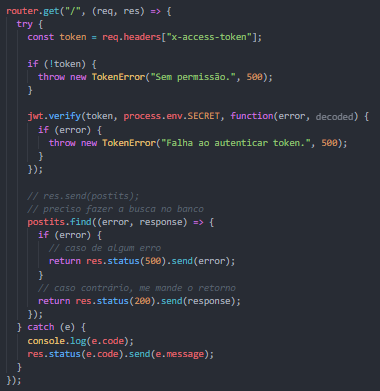 router.get("/", (req, res) => {
  try {
    const token = req.headers["x-access-token"];

    if (!token) {
      throw new TokenError("Sem permissão.", 500);
    }

    jwt.verify(token, process.env.SECRET, function(error, decoded) {
      if (error) {
        throw new TokenError("Falha ao autenticar token.", 500);
      }
    });

    // res.send(postits);
    // preciso fazer a busca no banco
    postits.find((error, response) => {
      if (error) {
        // caso de algum erro
        return res.status(500).send(error);
      }
      // caso contrário, me mande o retorno
      return res.status(200).send(response);
    });
  } catch (e) {
    console.log(e.code);
    res.status(e.code).send(e.message);
  }
});